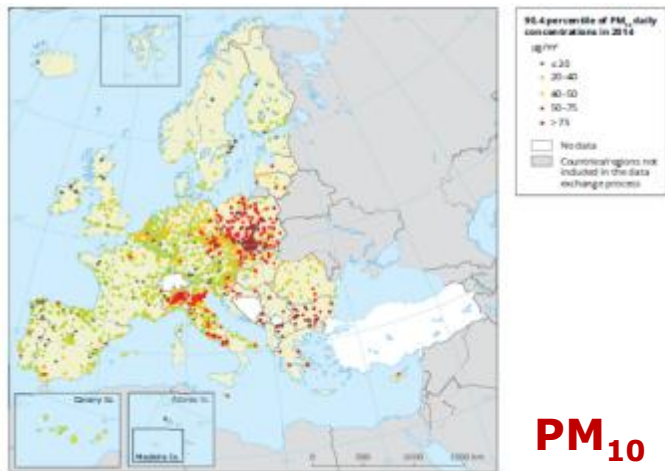 90.4 percentile of PM₁₀ daily
concentrations in 2014
µg/m³
≤ 20
20–40
40–50
50–75
> 75
No data
Countries/regions not
included in the data
exchange process
Canary Is.
Azores Is.
Madeira Is.
0
500
1000
1500 km
PM₁₀